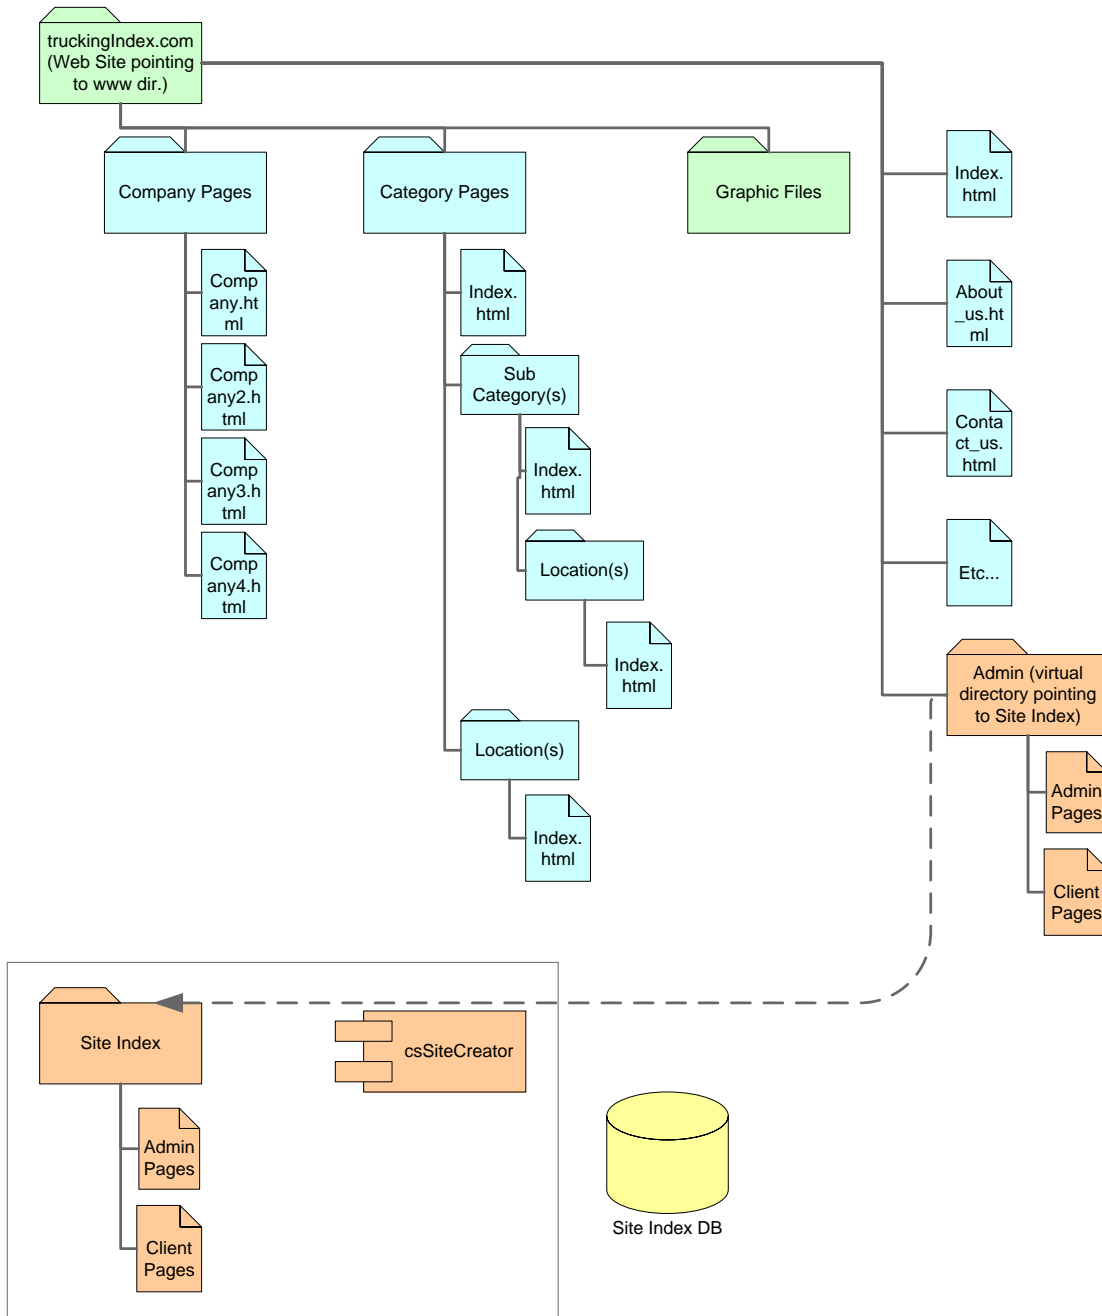 truckingIndex.com
(Web Site pointing
to www dir.)
Company Pages
Category Pages
Graphic Files
Index.
html
Comp
any.ht
ml
Index.
html
About
_us.ht
ml
Comp
any2.h
tml
Sub
Category(s)
Conta
ct_us.
html
Comp
any3.h
tml
Index.
html
Comp
any4.h
tml
Location(s)
Etc...
Index.
html
Admin (virtual
directory pointing
to Site Index)
Location(s)
Admin
Pages
Index.
html
Client
Pages
Site Index
csSiteCreator
Admin
Pages
Client
Pages
Site Index DB